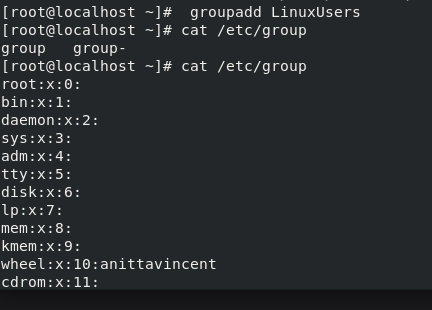 [root@localhost ~]#  groupadd LinuxUsers
[root@localhost ~]# cat /etc/group
group   group-
[root@localhost ~]# cat /etc/group
root:x:0:
bin:x:1:
daemon:x:2:
sys:x:3:
adm:x:4:
tty:x:5:
disk:x:6:
lp:x:7:
mem:x:8:
kmem:x:9:
wheel:x:10:anittavincent
cdrom:x:11: